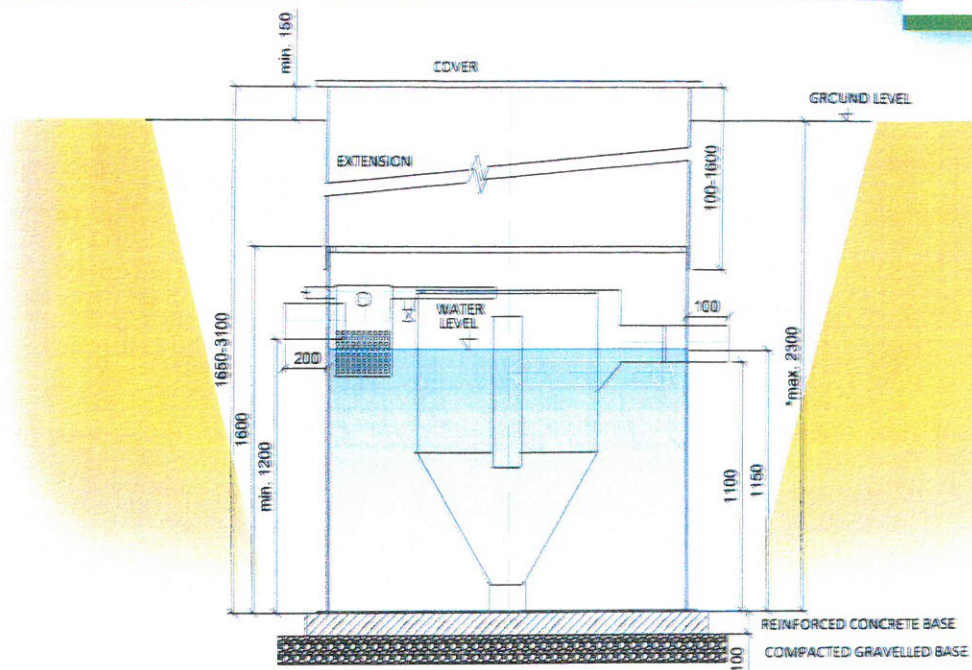 min. 150
COVER
GROUND LEVEL
EXTENSION
100-1600
WATER
LEVEL
100
200
1650-3100
1600
min. 1200
*max. 2300
1100
1150
REINFORCED CONCRETE BASE
100
COMPACTED GRAVELLED BASE